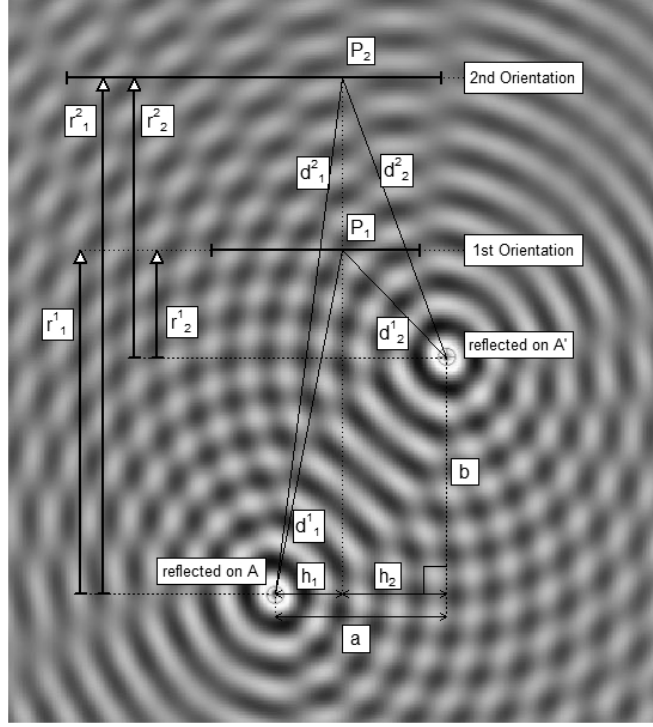 P₂
2nd Orientation
r²₁
r²₂
d²₁
d²₂
P₁
1st Orientation
r¹₁
r¹₂
d¹₂
reflected on A'
b
d¹₁
reflected on A
h₁
h₂
a